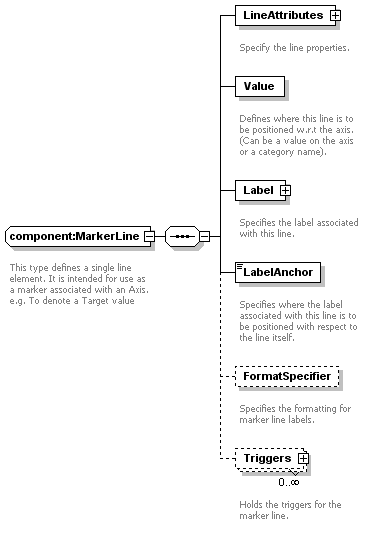 LineAttributes
Specify the line properties.
Value
Defines where this line is to
be positioned w.r.t the axis.
(Can be a value on the axis
or a category name).
Label
Specifies the label associated
with this line.
component:MarkerLine
This type defines a single line
element. It is intended for use as
a marker associated with an Axis.
e.g. To denote a Target value
LabelAnchor
Specifies where the label
associated with this line is to
be positioned with respect to
the line itself.
FormatSpecifier
Specifies the formatting for
marker line labels.
Triggers
0..∞
Holds the triggers for the
marker line.